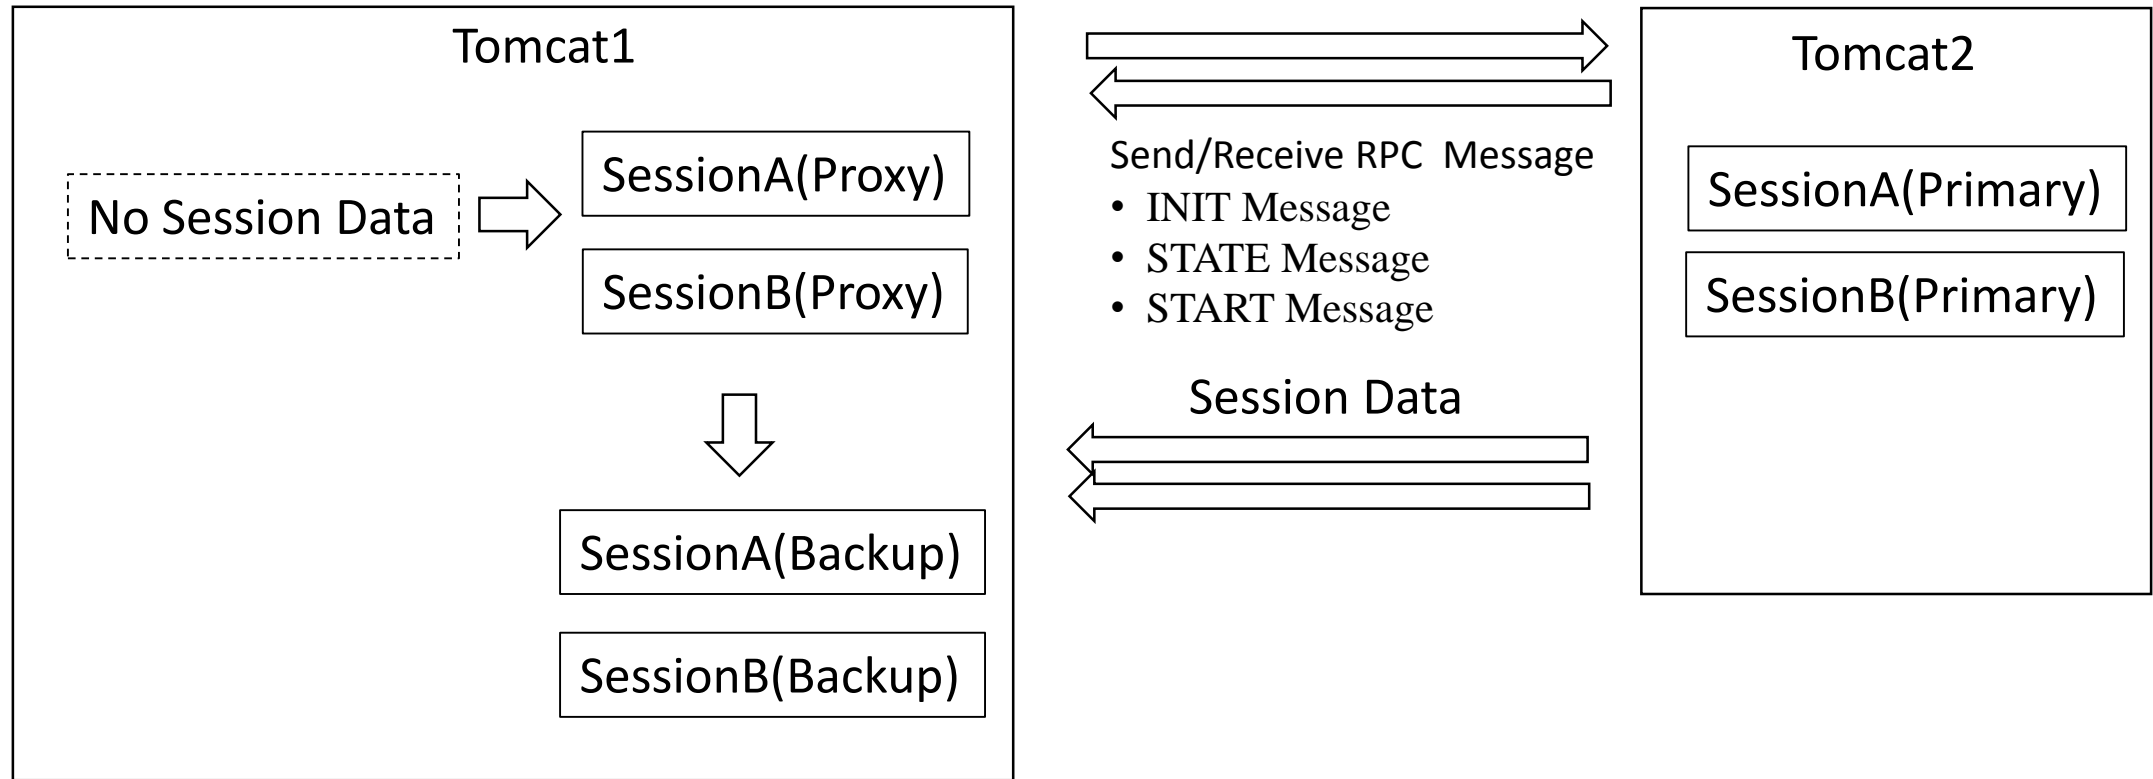 Tomcat1
No Session Data
SessionA(Proxy)
SessionB(Proxy)
SessionA(Backup)
SessionB(Backup)
Send/Receive RPC  Message
• INIT Message
• STATE Message
• START Message
Session Data
Tomcat2
SessionA(Primary)
SessionB(Primary)